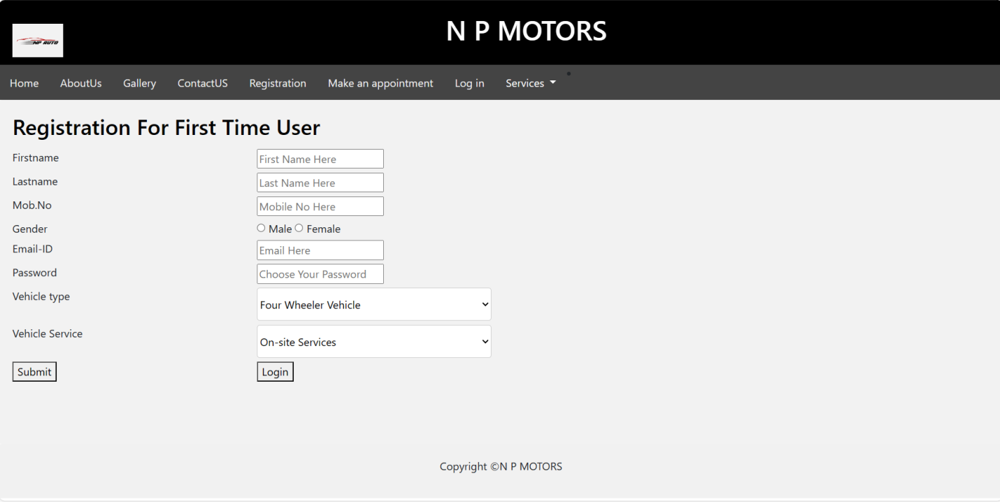 N P MOTORS
NP AUTO
Home AboutUs Gallery ContactUS Registration Make an appointment Log in Services
Registration For First Time User
Firstname First Name Here
Lastname Last Name Here
Mob.No Mobile No Here
Gender Male Female
Email-ID Email Here
Password Choose Your Password
Vehicle type Four Wheeler Vehicle
Vehicle Service On-site Services
Submit Login
Copyright ©N P MOTORS